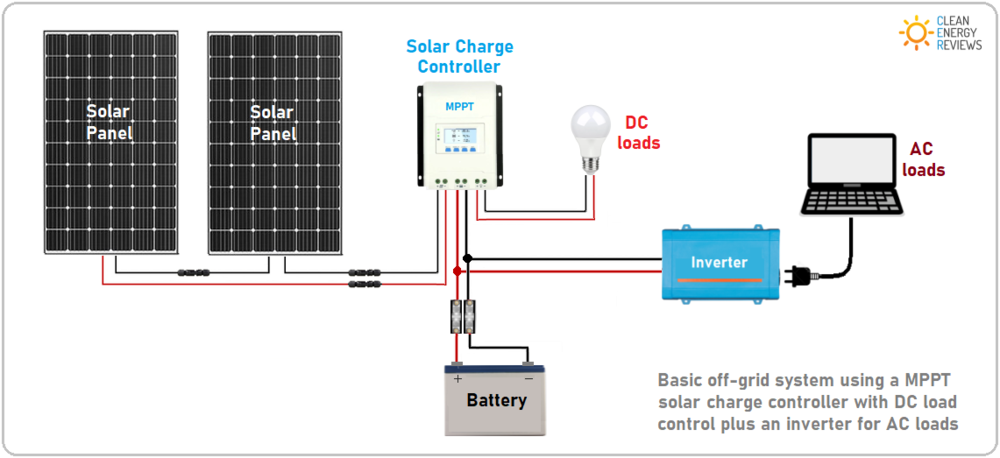 CLEAN
ENERGY
REVIEWS
Solar Charge
Controller
Solar
Panel
Solar
Panel
MPPT
DC
loads
AC
loads
Inverter
+ −
Battery
Basic off-grid system using a MPPT
solar charge controller with DC load
control plus an inverter for AC loads